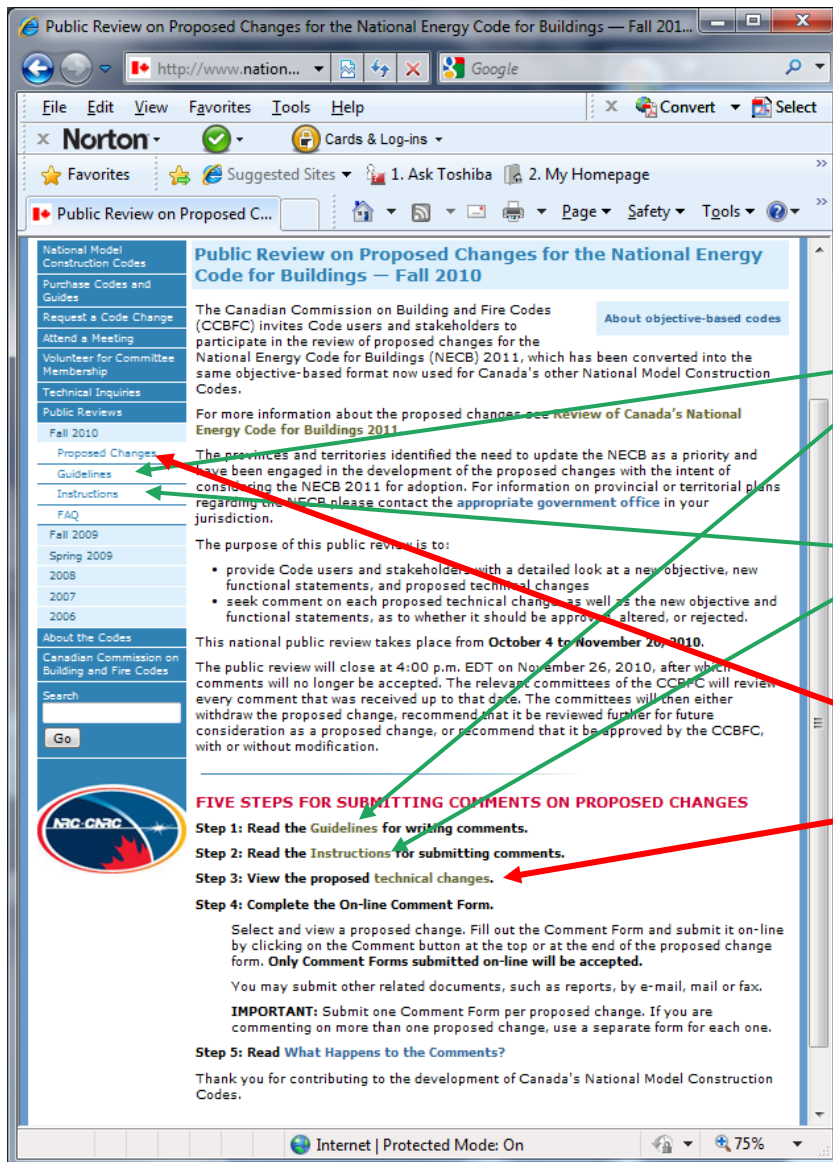 Public Review on Proposed Changes for the National Energy Code for Buildings — Fall 201...
http://www.nation...
Google
File Edit View Favorites Tools Help
x Convert Select
x Norton
Cards & Log-ins
Favorites
Suggested Sites
1. Ask Toshiba
2. My Homepage
Public Review on Proposed C...
Page Safety Tools
National Model
Construction Codes
Purchase Codes and
Guides
Request a Code Change
Attend a Meeting
Volunteer for Committee
Membership
Technical Inquiries
Public Reviews
Fall 2010
Proposed Changes
Guidelines
Instructions
FAQ
Fall 2009
Spring 2009
2008
2007
2006
About the Codes
Canadian Commission on
Building and Fire Codes
Search
Go
NRC·CNRC
Public Review on Proposed Changes for the National Energy
Code for Buildings — Fall 2010
About objective-based codes
The Canadian Commission on Building and Fire Codes
(CCBFC) invites Code users and stakeholders to
participate in the review of proposed changes for the
National Energy Code for Buildings (NECB) 2011, which has been converted into the
same objective-based format now used for Canada's other National Model Construction
Codes.
For more information about the proposed changes see Review of Canada's National
Energy Code for Buildings 2011.
The provinces and territories identified the need to update the NECB as a priority and
have been engaged in the development of the proposed changes with the intent of
considering the NECB 2011 for adoption. For information on provincial or territorial plans
regarding the NECB please contact the appropriate government office in your
jurisdiction.
The purpose of this public review is to:
• provide Code users and stakeholders with a detailed look at a new objective, new
functional statements, and proposed technical changes
• seek comment on each proposed technical change as well as the new objective and
functional statements, as to whether it should be approved, altered, or rejected.
This national public review takes place from October 4 to November 26, 2010.
The public review will close at 4:00 p.m. EDT on November 26, 2010, after which
comments will no longer be accepted. The relevant committees of the CCBFC will review
every comment that was received up to that date. The committees will then either
withdraw the proposed change, recommend that it be reviewed further for future
consideration as a proposed change, or recommend that it be approved by the CCBFC,
with or without modification.
FIVE STEPS FOR SUBMITTING COMMENTS ON PROPOSED CHANGES
Step 1: Read the Guidelines for writing comments.
Step 2: Read the Instructions for submitting comments.
Step 3: View the proposed technical changes.
Step 4: Complete the On-line Comment Form.
Select and view a proposed change. Fill out the Comment Form and submit it on-line
by clicking on the Comment button at the top or at the end of the proposed change
form. Only Comment Forms submitted on-line will be accepted.
You may submit other related documents, such as reports, by e-mail, mail or fax.
IMPORTANT: Submit one Comment Form per proposed change. If you are
commenting on more than one proposed change, use a separate form for each one.
Step 5: Read What Happens to the Comments?
Thank you for contributing to the development of Canada's National Model Construction
Codes.
Internet | Protected Mode: On
75%